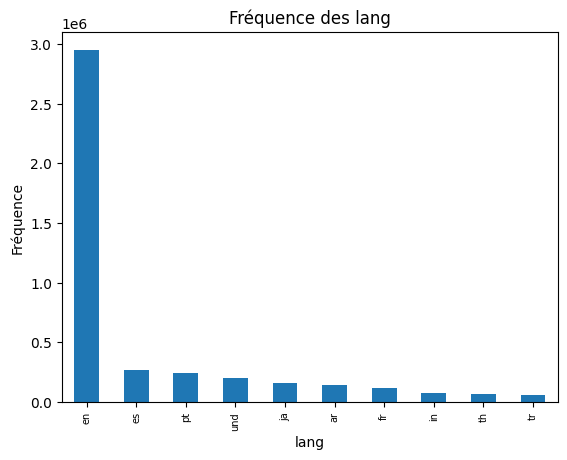 Fréquence des lang
1e6
3.0
2.5
2.0
1.5
1.0
0.5
0.0
Fréquence
en es pt und ja ar fr in th tr
lang